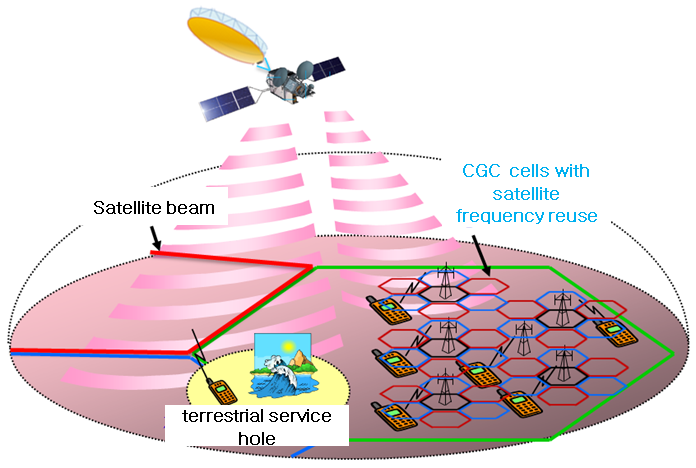 CGC cells with
satellite
frequency reuse
Satellite beam
terrestrial service
hole